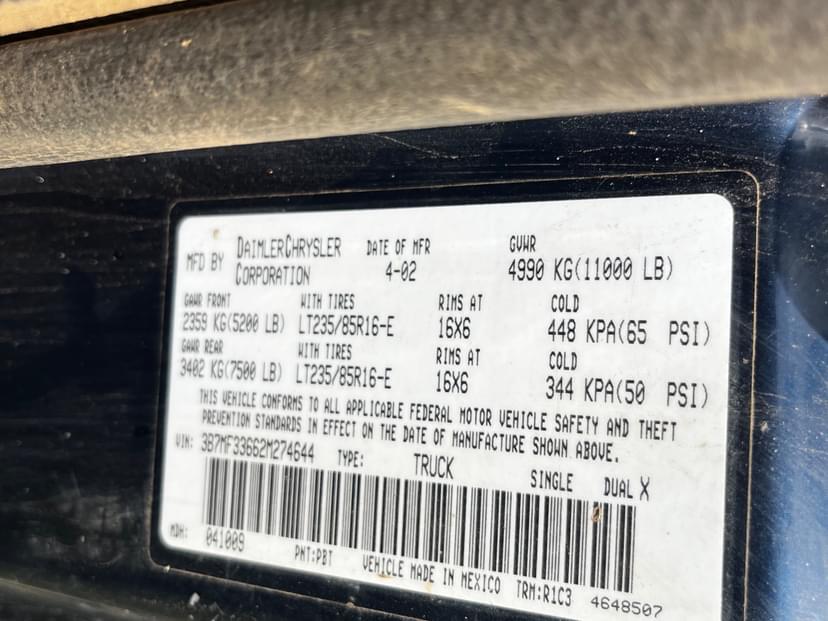 MFD BY DAIMLERCHRYSLER CORPORATION DATE OF MFR 4-02 GVWR 4990 KG(11000 LB)
GAWR FRONT WITH TIRES RIMS AT COLD
2359 KG(5200 LB) LT235/85R16-E 16X6 448 KPA(65 PSI)
GAWR REAR WITH TIRES RIMS AT COLD
3402 KG(7500 LB) LT235/85R16-E 16X6 344 KPA(50 PSI)
THIS VEHICLE CONFORMS TO ALL APPLICABLE FEDERAL MOTOR VEHICLE SAFETY AND THEFT
PREVENTION STANDARDS IN EFFECT ON THE DATE OF MANUFACTURE SHOWN ABOVE.
VIN: 3B7MF33662M274644 TYPE: TRUCK SINGLE DUAL X
MDH: 041009 PNT:PBT VEHICLE MADE IN MEXICO TRM:R1C3 4648507